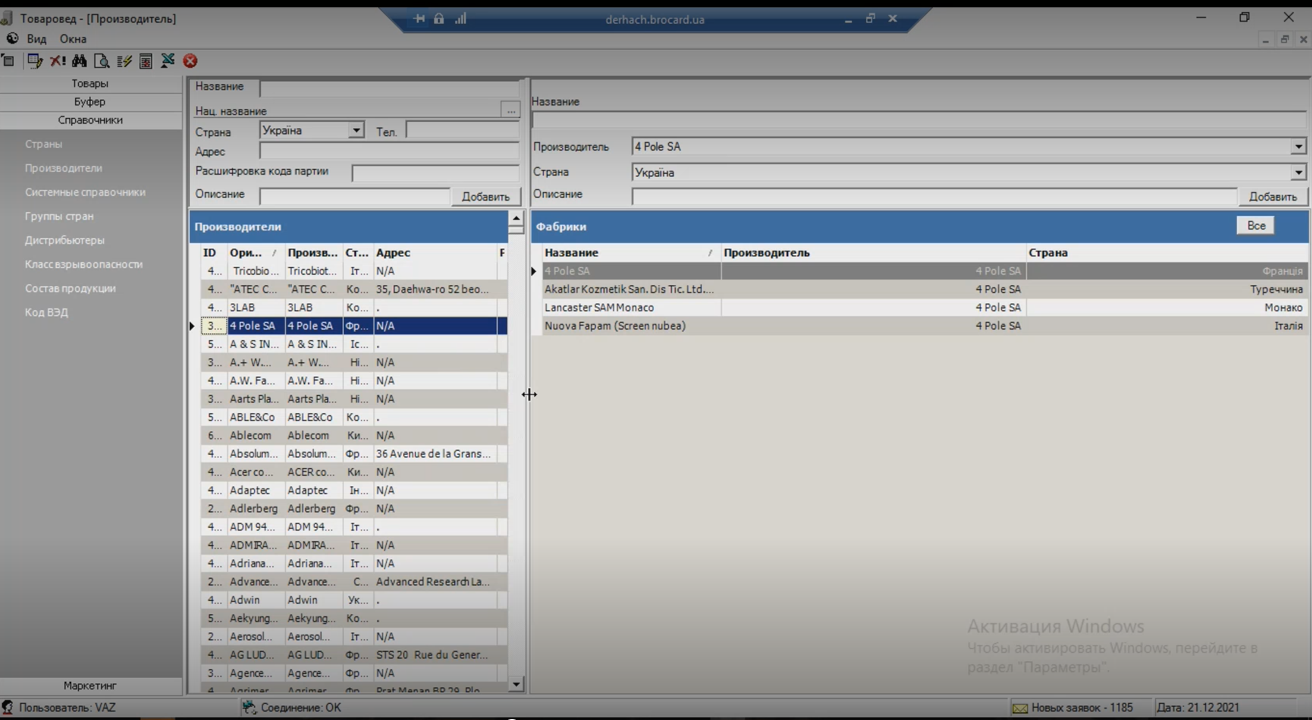 Товаровед - [Производитель]
derhach.brocard.ua
Вид Окна
Товары
Буфер
Справочники
Страны
Производители
Системные справочники
Группы стран
Дистрибьютеры
Класс взрывоопасности
Состав продукции
Код ВЭД
Маркетинг
Название
Нац. название ...
Страна Україна Тел.
Адрес
Расшифровка кода партии
Описание Добавить
Название
Производитель 4 Pole SA
Страна Україна
Описание Добавить
Производители
ID Ори... / Произв... Ст... Адрес
4... Tricobio... Tricobiot... Іт... N/A
4... "ATEC C... "ATEC C... Ко... 35, Daehwa-ro 52 beo...
4... 3LAB 3LAB Ко... .
3... 4 Pole SA 4 Pole SA Фр... N/A
5... A & S IN... A & S IN... Іс... .
3... A.+ W.... A.+ W.... Ні... N/A
4... A.W. Fa... A.W. Fa... Ні... N/A
3... Aarts Pla... Aarts Pla... Ні... N/A
5... ABLE&Co ABLE&Co Ко... .
6... Ablecom Ablecom Ки... N/A
4... Absolum... Absolum... Фр... 36 Avenue de la Grans...
4... Acer co... ACER co... Ки... N/A
4... Adaptec Adaptec Ін... N/A
2... Adlerberg Adlerberg Фр... N/A
4... ADM 94... ADM 94... Іт... .
4... ADMIRA... ADMIRA... Іт... N/A
4... Adriana... Adriana... Іт... N/A
2... Advance... Advance... С... Advanced Research La...
4... Adwin Adwin Ук... .
5... Aekyung... Aekyung... Ко... .
2... Aerosol... Aerosol... Іт... N/A
4... AG LUD... AG LUD... Фр... STS 20 Rue du Gener...
3... Agence... Agence... Фр... N/A
4 Agrimer Agrimer Фр
Фабрики Все
Название / Производитель Страна
4 Pole SA 4 Pole SA Франція
Akatlar Kozmetik San. Dis Tic. Ltd.... 4 Pole SA Туреччина
Lancaster SAM Monaco 4 Pole SA Монако
Nuova Fapam (Screen nubea) 4 Pole SA Італія
Активация Windows
Чтобы активировать Windows, перейдите в
раздел "Параметры".
Пользователь: VAZ Соединение: OK Новых заявок - 1185 Дата: 21.12.2021